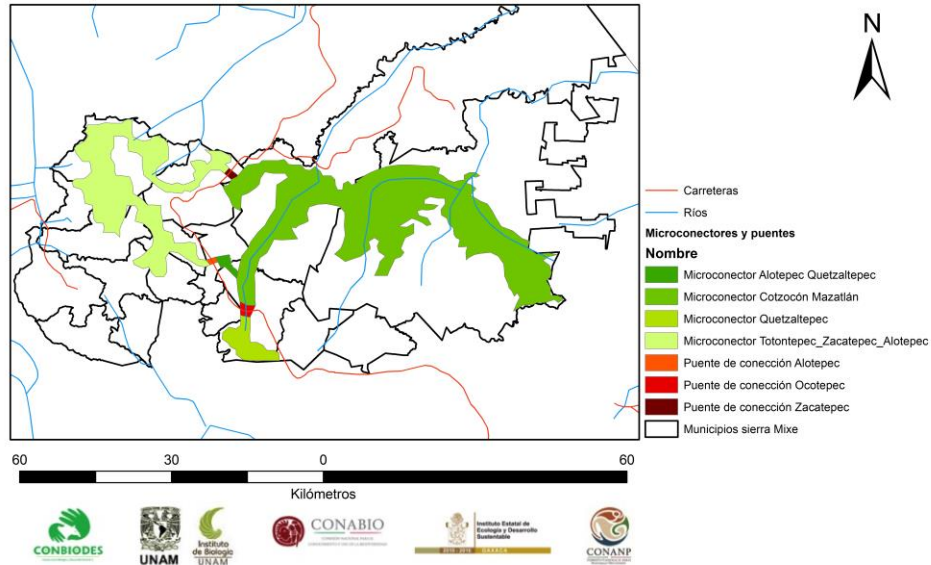 N
Carreteras
Ríos
Microconectores y puentes
Nombre
Microconector Alotepec Quetzaltepec
Microconector Cotzocón Mazatlán
Microconector Quetzaltepec
Microconector Totontepec_Zacatepec_Alotepec
Puente de conección Alotepec
Puente de conección Ocotepec
Puente de conección Zacatepec
Municipios sierra Mixe
60 30 0 60
Kilómetros
CONBIODES
UNAM
Instituto
de Biología
UNAM
CONABIO
Instituto Estatal de
Ecología y Desarrollo
Sustentable
OAXACA
CONANP